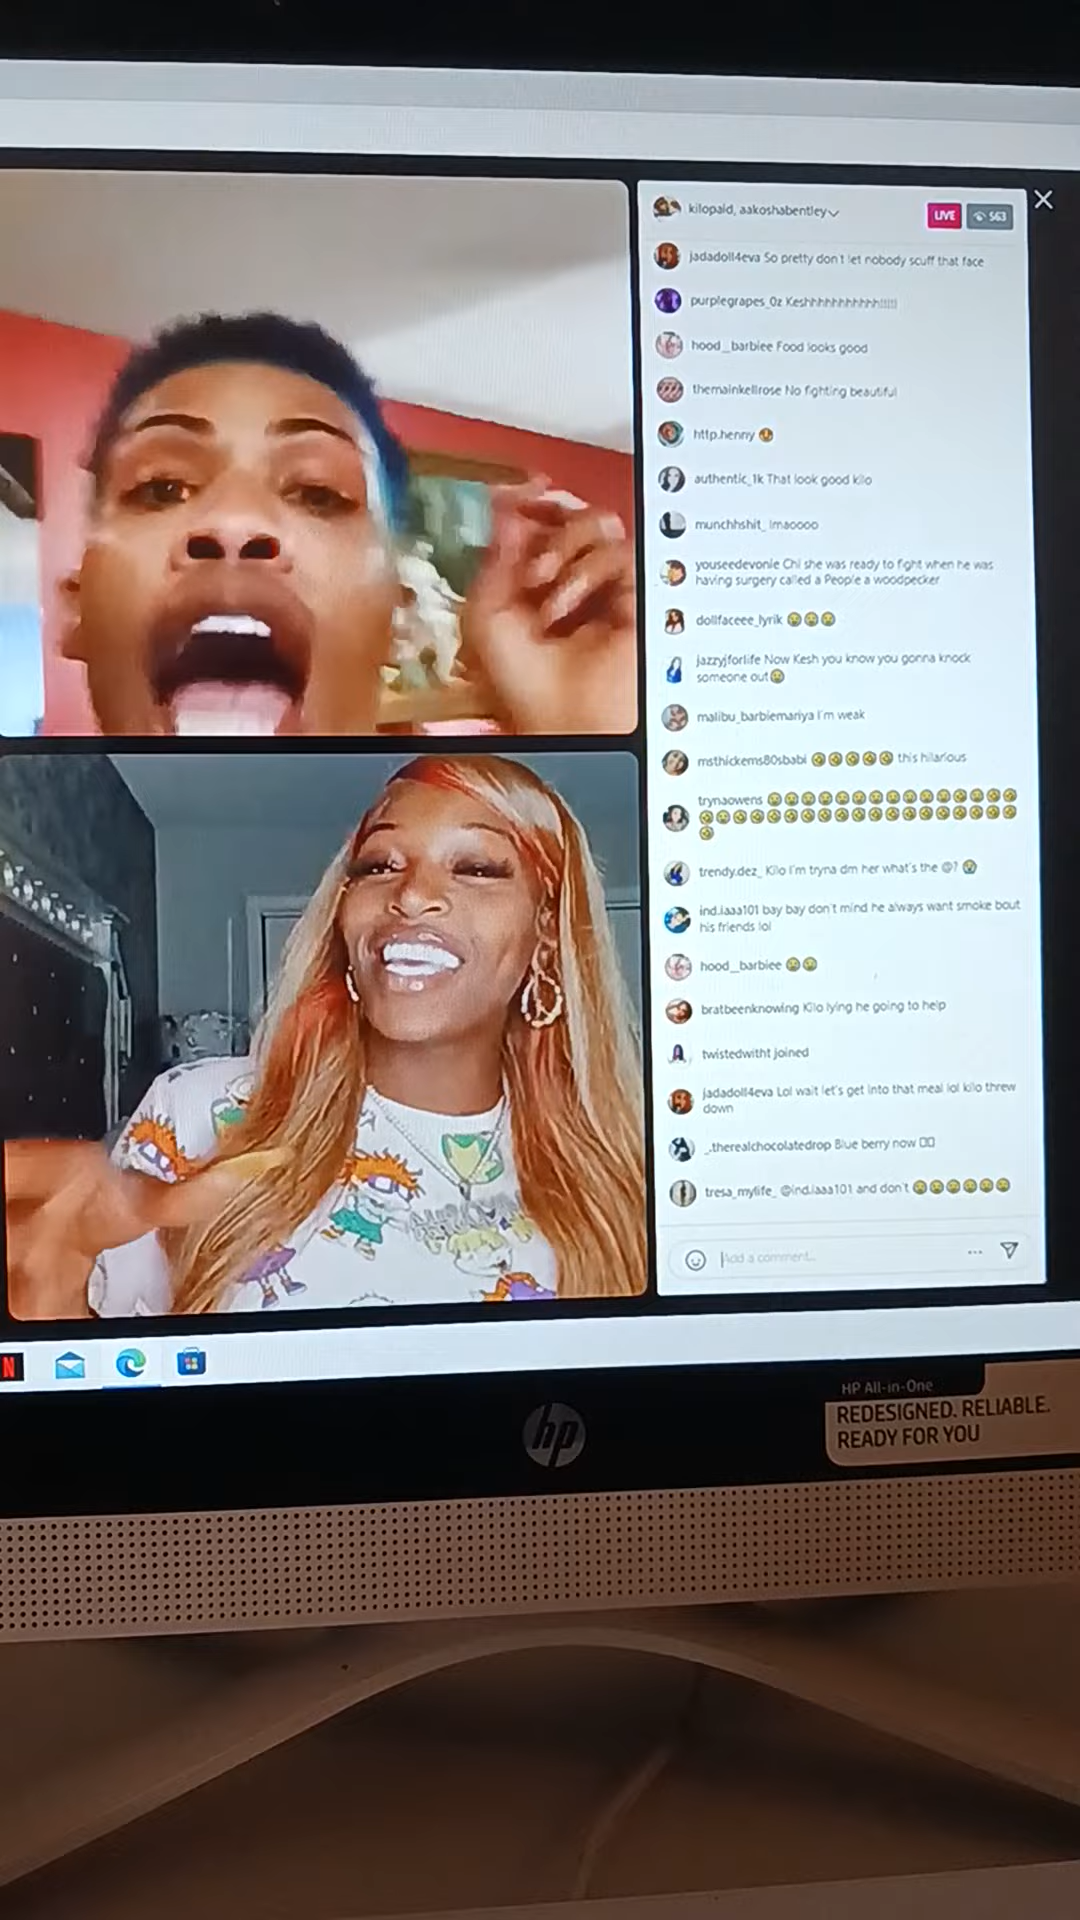 kilopaid, aakoshabentley
LIVE
563
jadadoll4eva So pretty don't let nobody scuff that face
purplegrapes_0z Keshhhhhhhhhhh!!!!!
hood__barbiee Food looks good
themainkellrose No fighting beautiful
http.henny
authentic_1k That look good kilo
munchhshit_ lmaoooo
youseedevonie Chi she was ready to fight when he was
having surgery called a People a woodpecker
dollfaceee_lyrik 😭😭😭
jazzyjforlife Now Kesh you know you gonna knock
someone out
malibu_barbiemariya I'm weak
msthickems80sbabi 🤣🤣🤣🤣🤣 this hilarious
trynaowens
trendy.dez_ Kilo I'm tryna dm her what's the @? 😭
ind.iaaa101 bay bay don't mind he always want smoke bout
his friends lol
hood__barbiee 😭😭
bratbeenknowing Kilo lying he going to help
twistedwitht joined
jadadoll4eva Lol wait let's get into that meal lol kilo threw
down
_.therealchocolatedrop Blue berry now ▯▯
tresa_mylife_ @ind.iaaa101 and don't 😭😭😭😭😭😭
Add a comment...
N
hp
HP All-in-One
REDESIGNED. RELIABLE.
READY FOR YOU